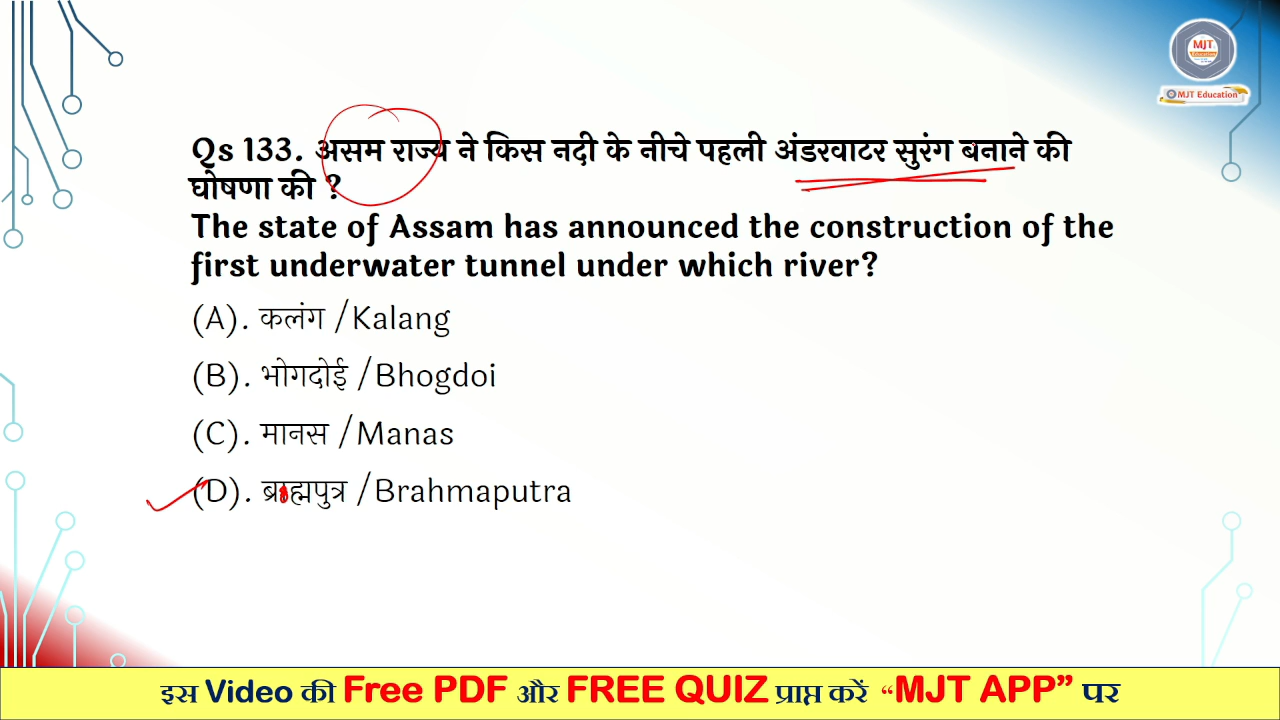 MJT
Education
MJT Education
Qs 133. असम राज्य ने किस नदी के नीचे पहली अंडरवाटर सुरंग बनाने की
घोषणा की ?
The state of Assam has announced the construction of the
first underwater tunnel under which river?
(A). कलंग /Kalang
(B). भोगदोई /Bhogdoi
(C). मानस /Manas
(D). ब्राह्मपुत्र /Brahmaputra
इस Video की Free PDF और FREE QUIZ प्राप्त करें “MJT APP” पर